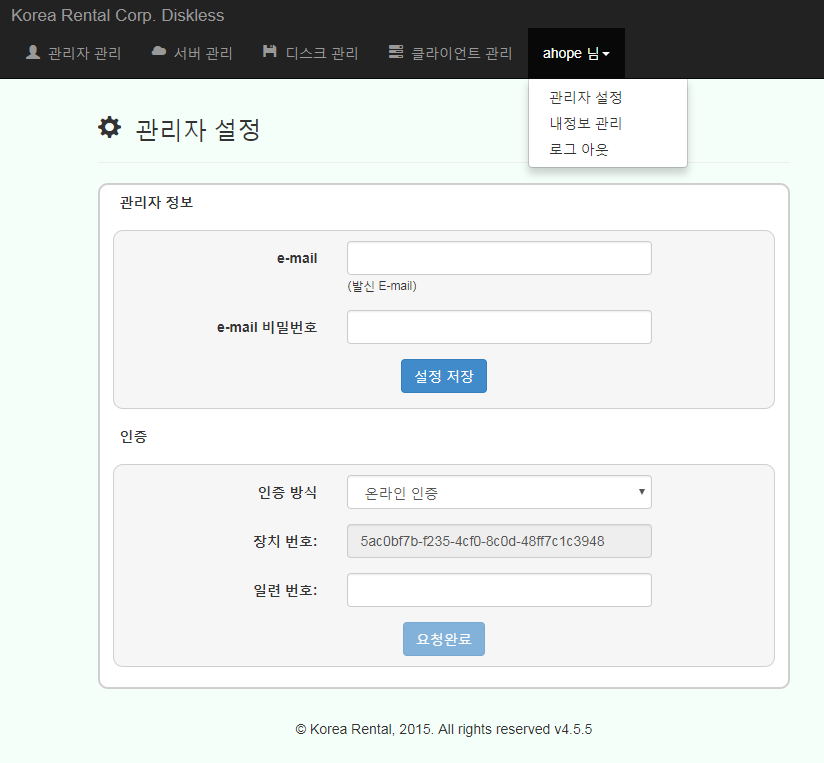 Korea Rental Corp. Diskless
관리자 관리 서버 관리 디스크 관리 클라이언트 관리 ahope 님
관리자 설정
내정보 관리
로그 아웃
관리자 설정
관리자 정보
e-mail
(발신 E-mail)
e-mail 비밀번호
설정 저장
인증
인증 방식 온라인 인증
장치 번호: 5ac0bf7b-f235-4cf0-8c0d-48ff7c1c3948
일련 번호:
요청완료
© Korea Rental, 2015. All rights reserved v4.5.5